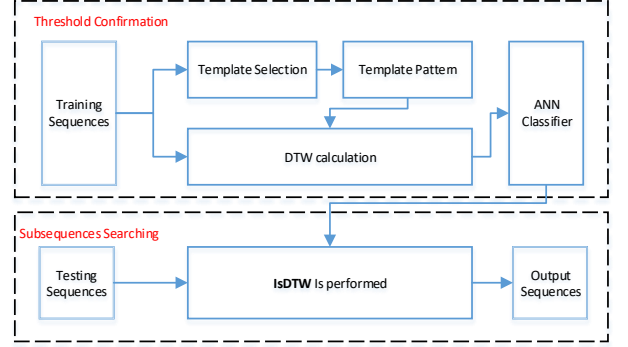 Threshold Confirmation
Training
Sequences
Template Selection
Template Pattern
ANN
Classifier
DTW calculation
Subsequences Searching
Testing
Sequences
IsDTW Is performed
Output
Sequences